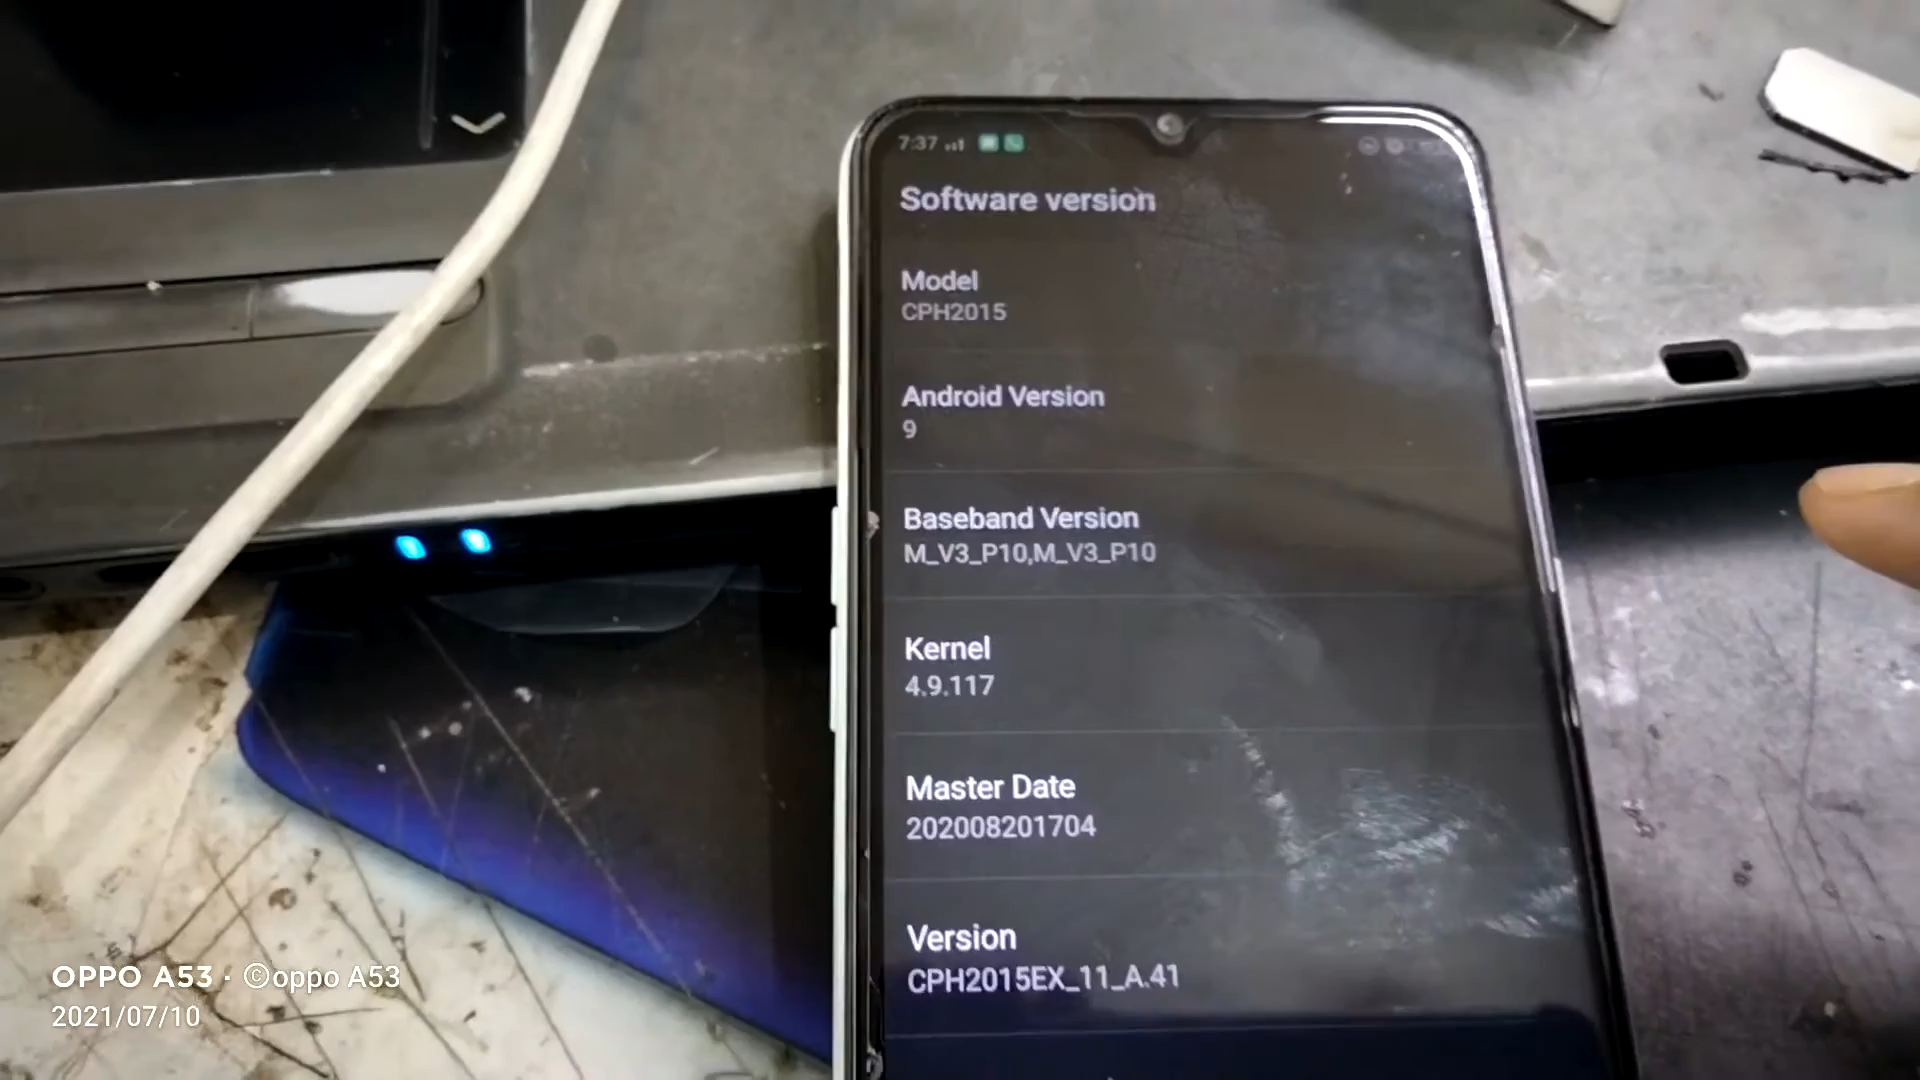 7:37
Software version
Model
CPH2015
Android Version
9
Baseband Version
M_V3_P10,M_V3_P10
Kernel
4.9.117
Master Date
202008201704
Version
CPH2015EX_11_A.41
OPPO A53 · ©oppo A53
2021/07/10